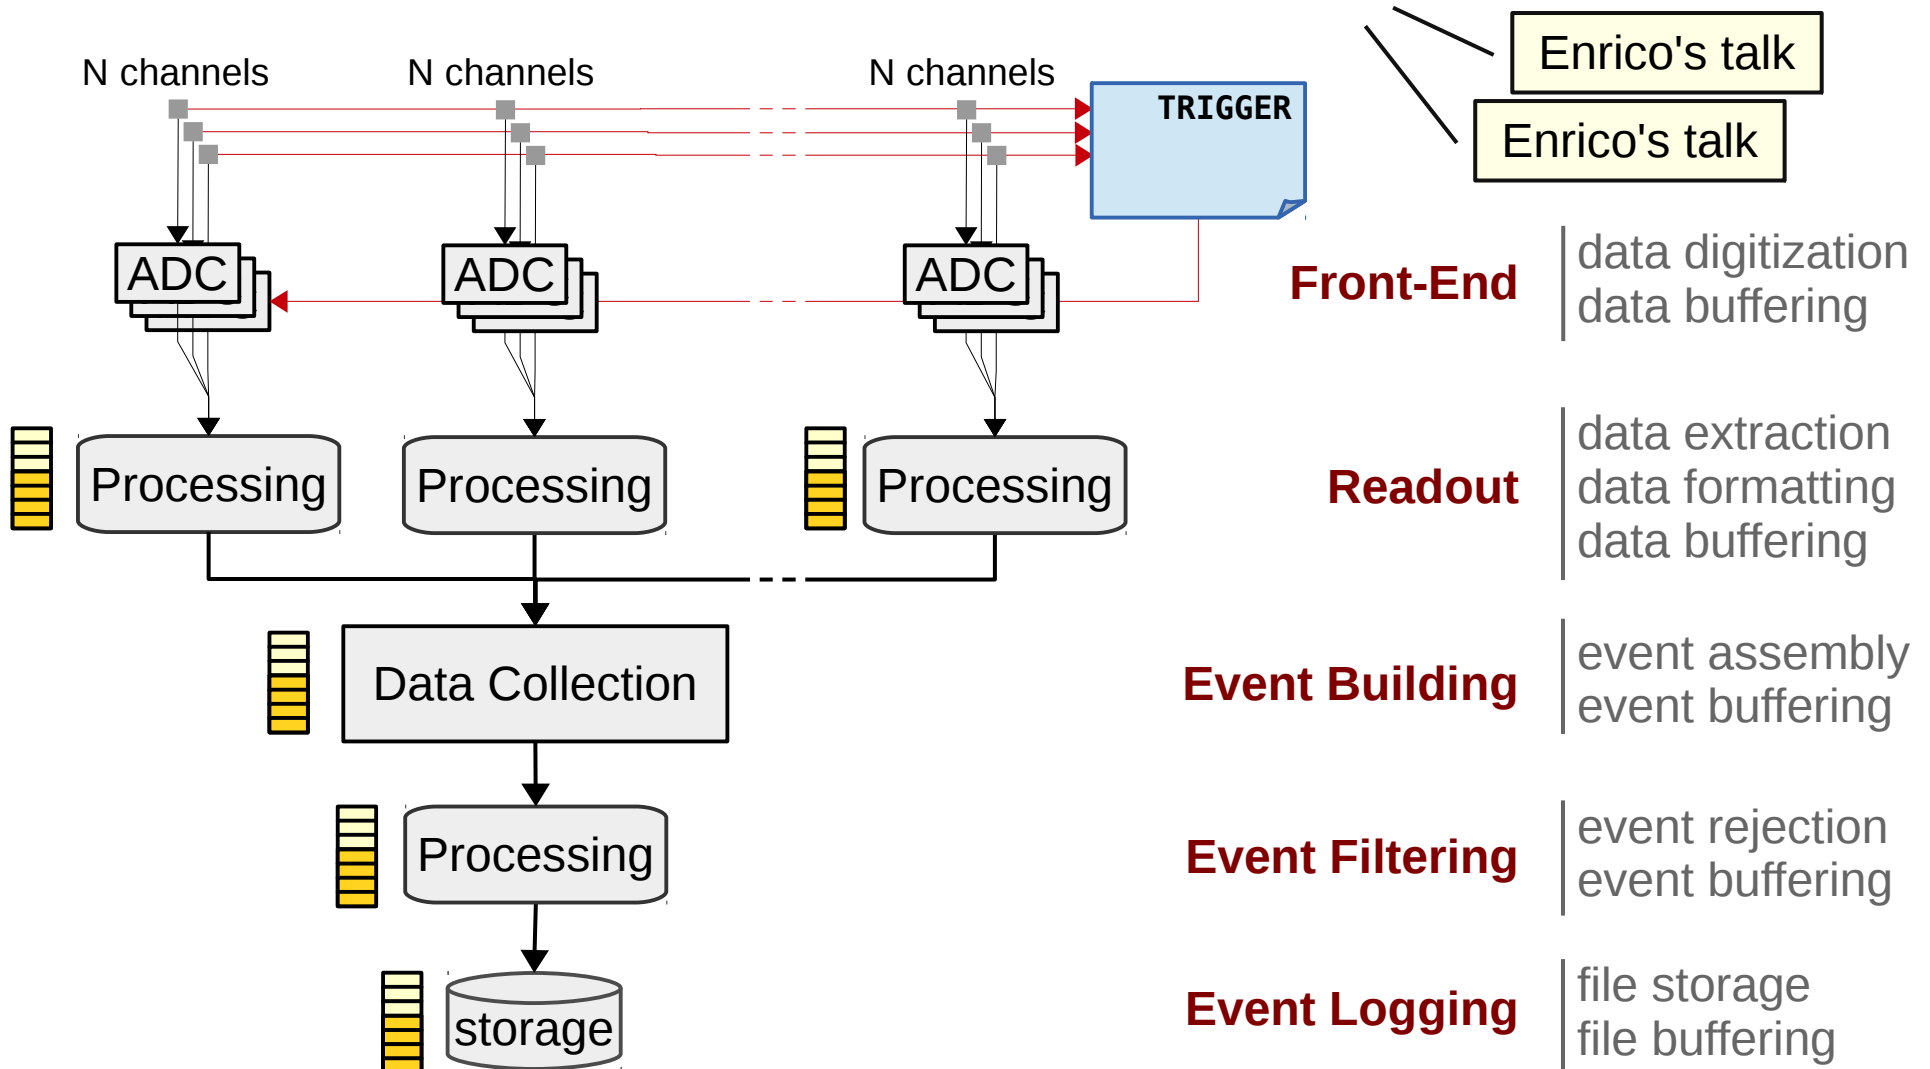 Enrico's talk
N channels
N channels
N channels
TRIGGER
Enrico's talk
ADC
ADC
ADC
Front-End
data digitization
data buffering
Processing
Processing
Processing
Readout
data extraction
data formatting
data buffering
Data Collection
Event Building
event assembly
event buffering
Processing
Event Filtering
event rejection
event buffering
storage
Event Logging
file storage
file buffering